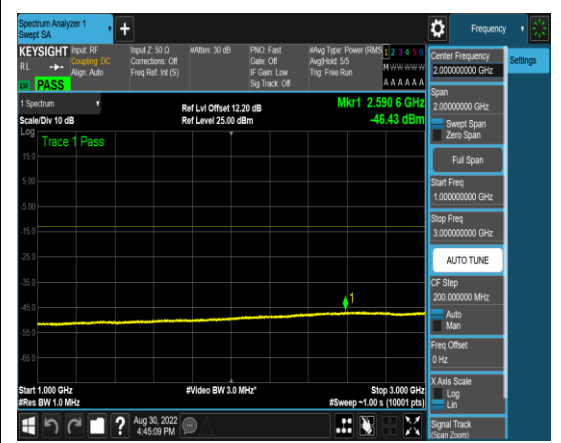 Spectrum Analyzer 1
Swept SA
Frequency
KEYSIGHT
Input: RF
Input Z: 50 Ω
#Atten: 30 dB
PNO: Fast
#Avg Type: Power (RMS
1 2 3 4 5 6
RL
Coupling: DC
Corrections: Off
Gate: Off
Avg|Hold: 5/5
M W W W W W
Align: Auto
Freq Ref: Int (S)
IF Gain: Low
Trig: Free Run
Sig Track: Off
A A A A A A
PASS
1 Spectrum
Scale/Div 10 dB
Ref Lvl Offset 12.20 dB
Ref Level 25.00 dBm
Mkr1 2.590 6 GHz
-46.43 dBm
Log
Trace 1 Pass
15.0
5.00
-5.00
-15.0
-25.0
-35.0
-45.0
-55.0
-65.0
1
Start 1.000 GHz
#Video BW 3.0 MHz*
Stop 3.000 GHz
#Res BW 1.0 MHz
#Sweep ~1.00 s (10001 pts)
Aug 30, 2022
4:45:09 PM
Center Frequency
2.000000000 GHz
Settings
Span
2.00000000 GHz
Swept Span
Zero Span
Full Span
Start Freq
1.000000000 GHz
Stop Freq
3.000000000 GHz
AUTO TUNE
CF Step
200.000000 MHz
Auto
Man
Freq Offset
0 Hz
X Axis Scale
Log
Lin
Signal Track
(Span Zoom)